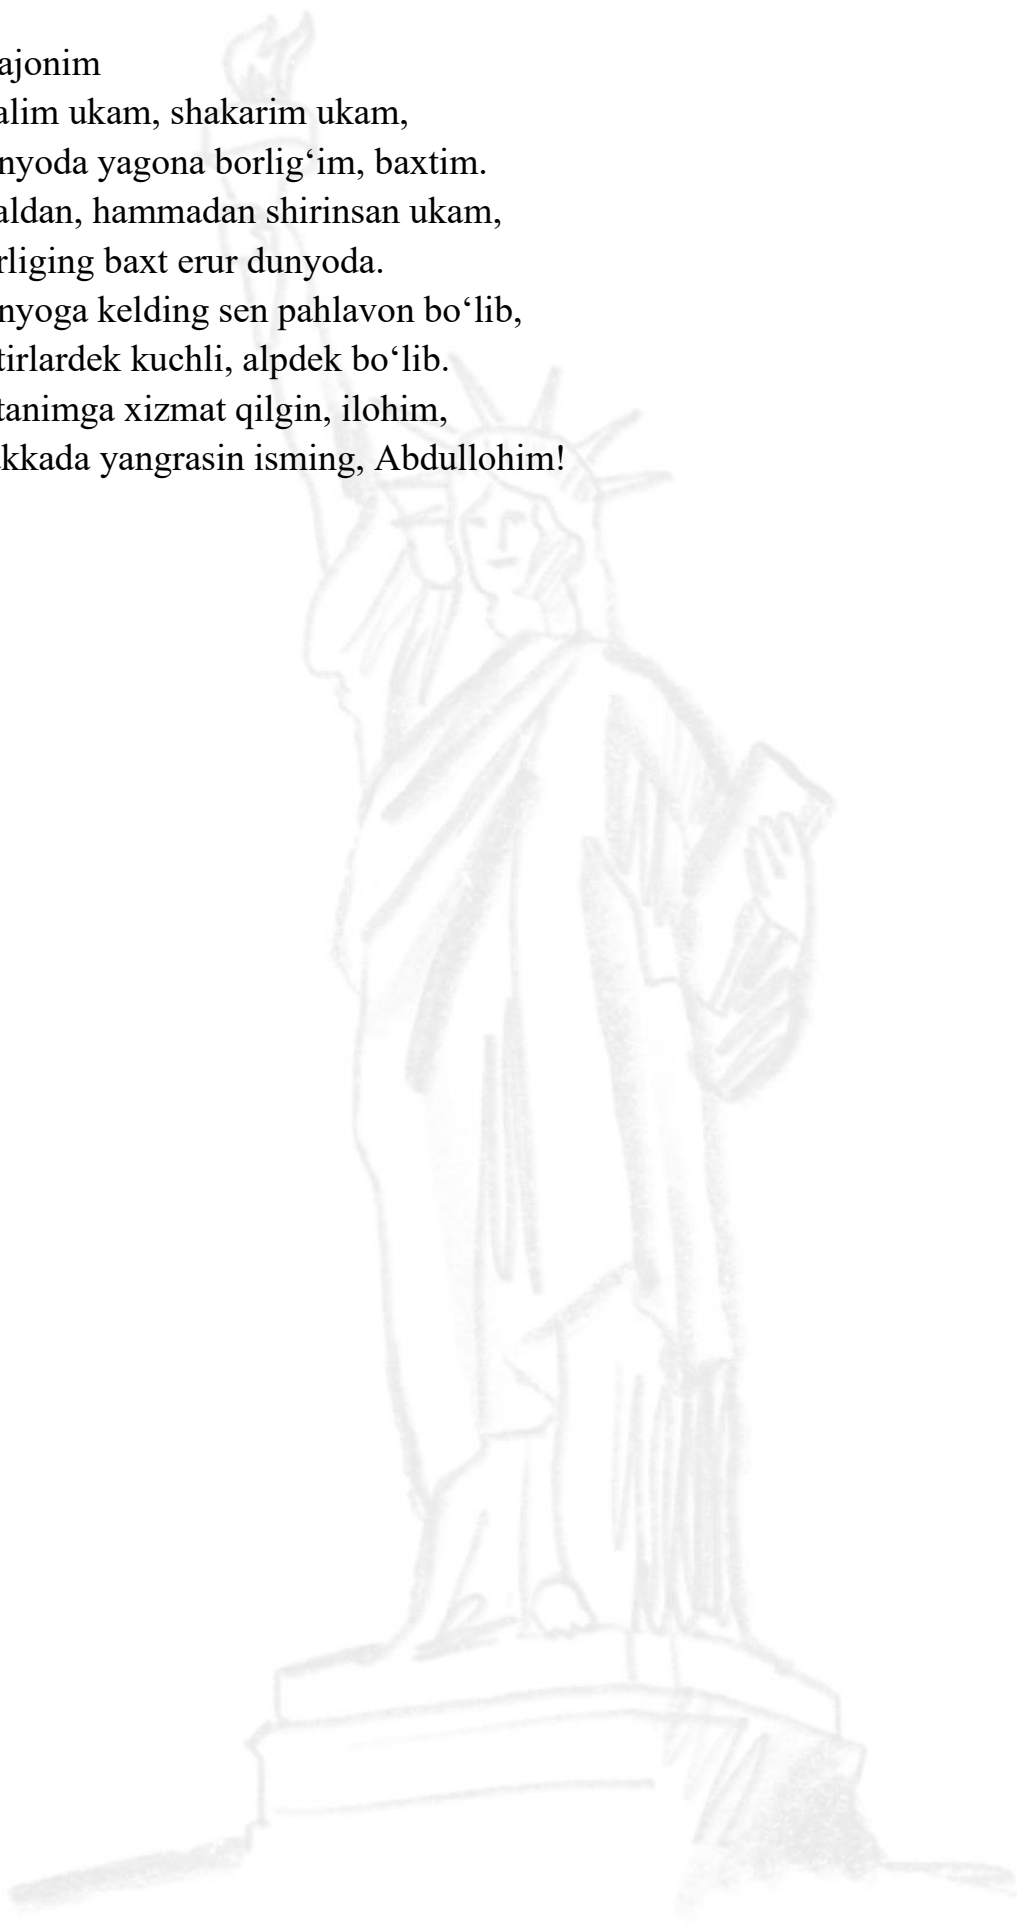 ajonim
alim ukam, shakarim ukam,
nyoda yagona borlig‘im, baxtim.
aldan, hammadan shirinsan ukam,
rliging baxt erur dunyoda.
nyoga kelding sen pahlavon bo‘lib,
tirlardek kuchli, alpdek bo‘lib.
tanimga xizmat qilgin, ilohim,
kkada yangrasin isming, Abdullohim!